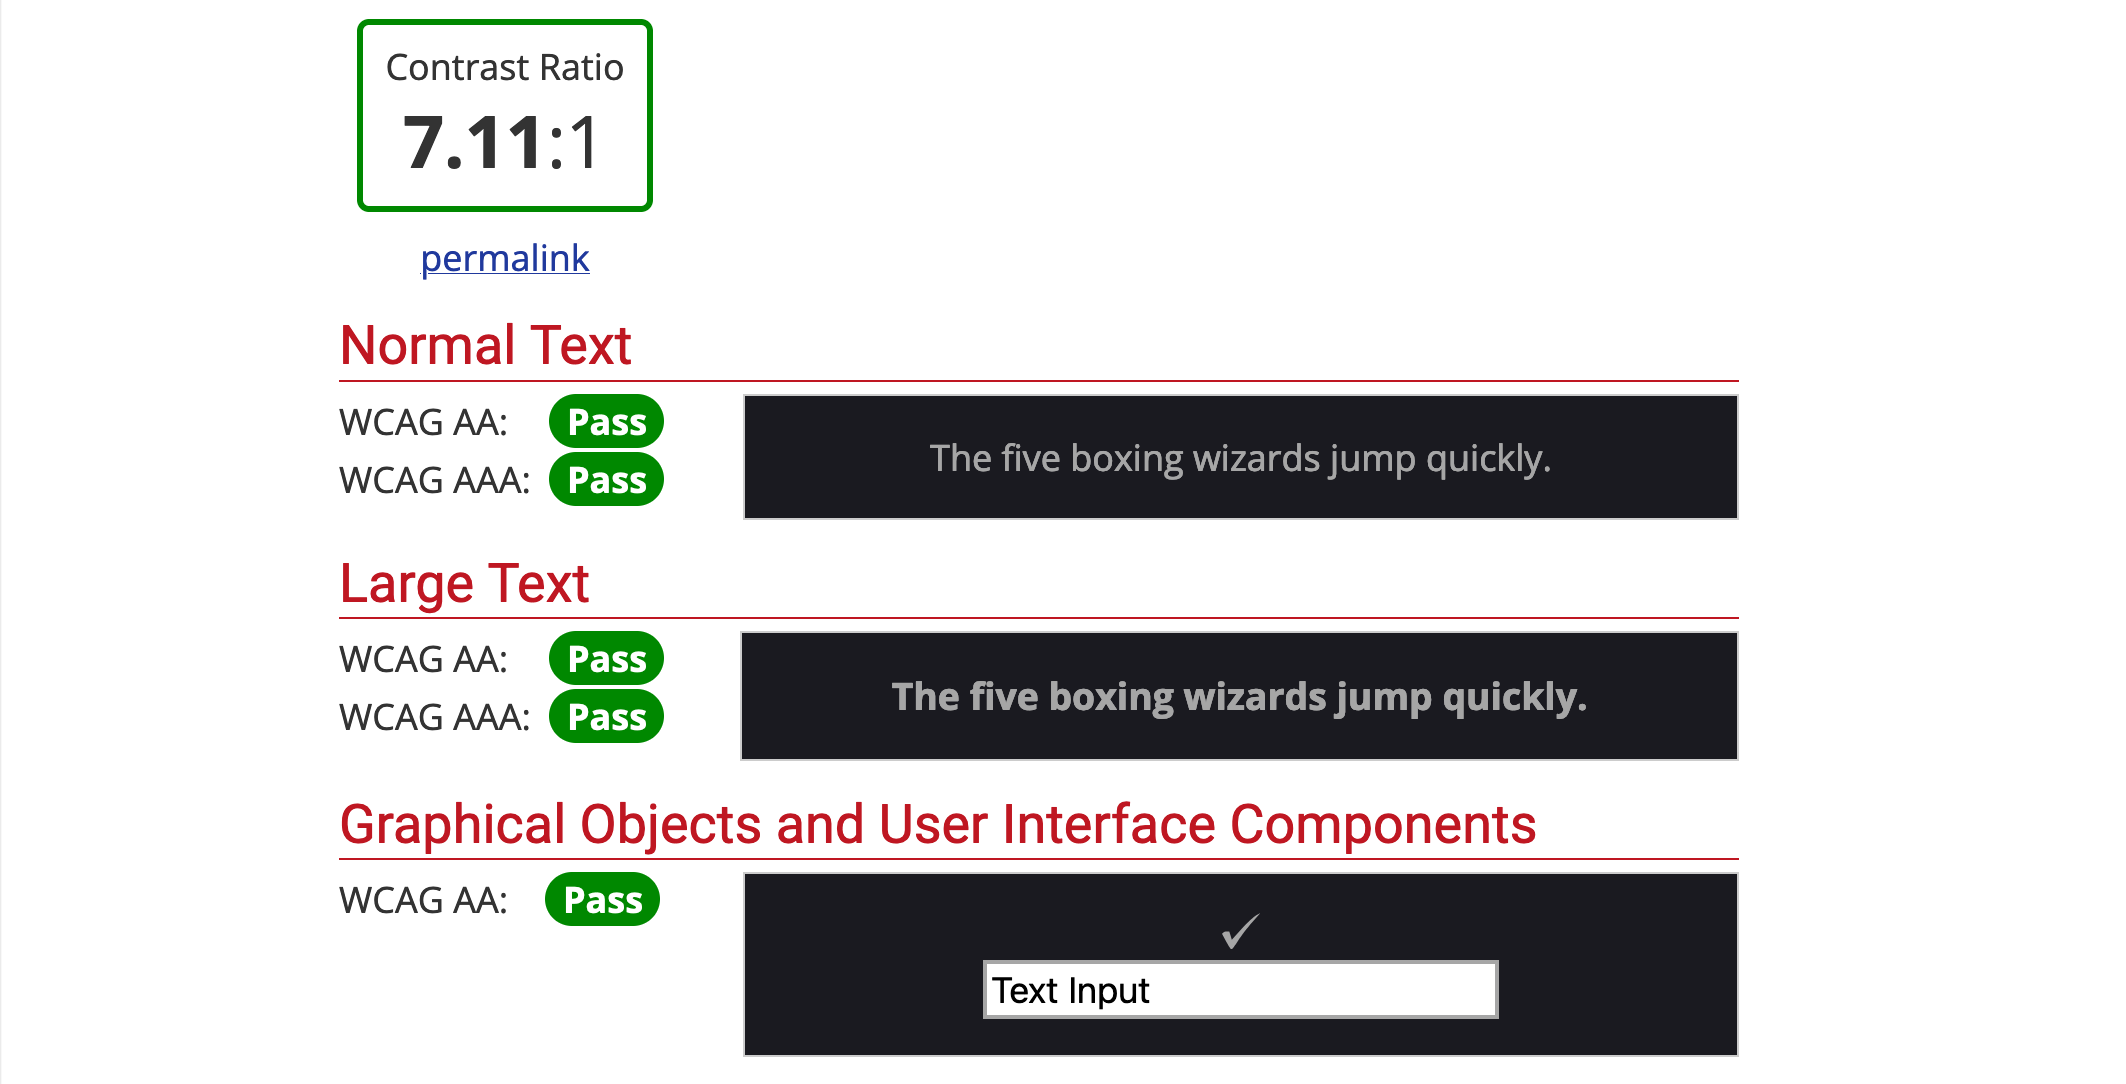 Contrast Ratio
7.11:1
permalink
Normal Text
WCAG AA: Pass
WCAG AAA: Pass
The five boxing wizards jump quickly.
Large Text
WCAG AA: Pass
WCAG AAA: Pass
The five boxing wizards jump quickly.
Graphical Objects and User Interface Components
WCAG AA: Pass
✓
Text Input